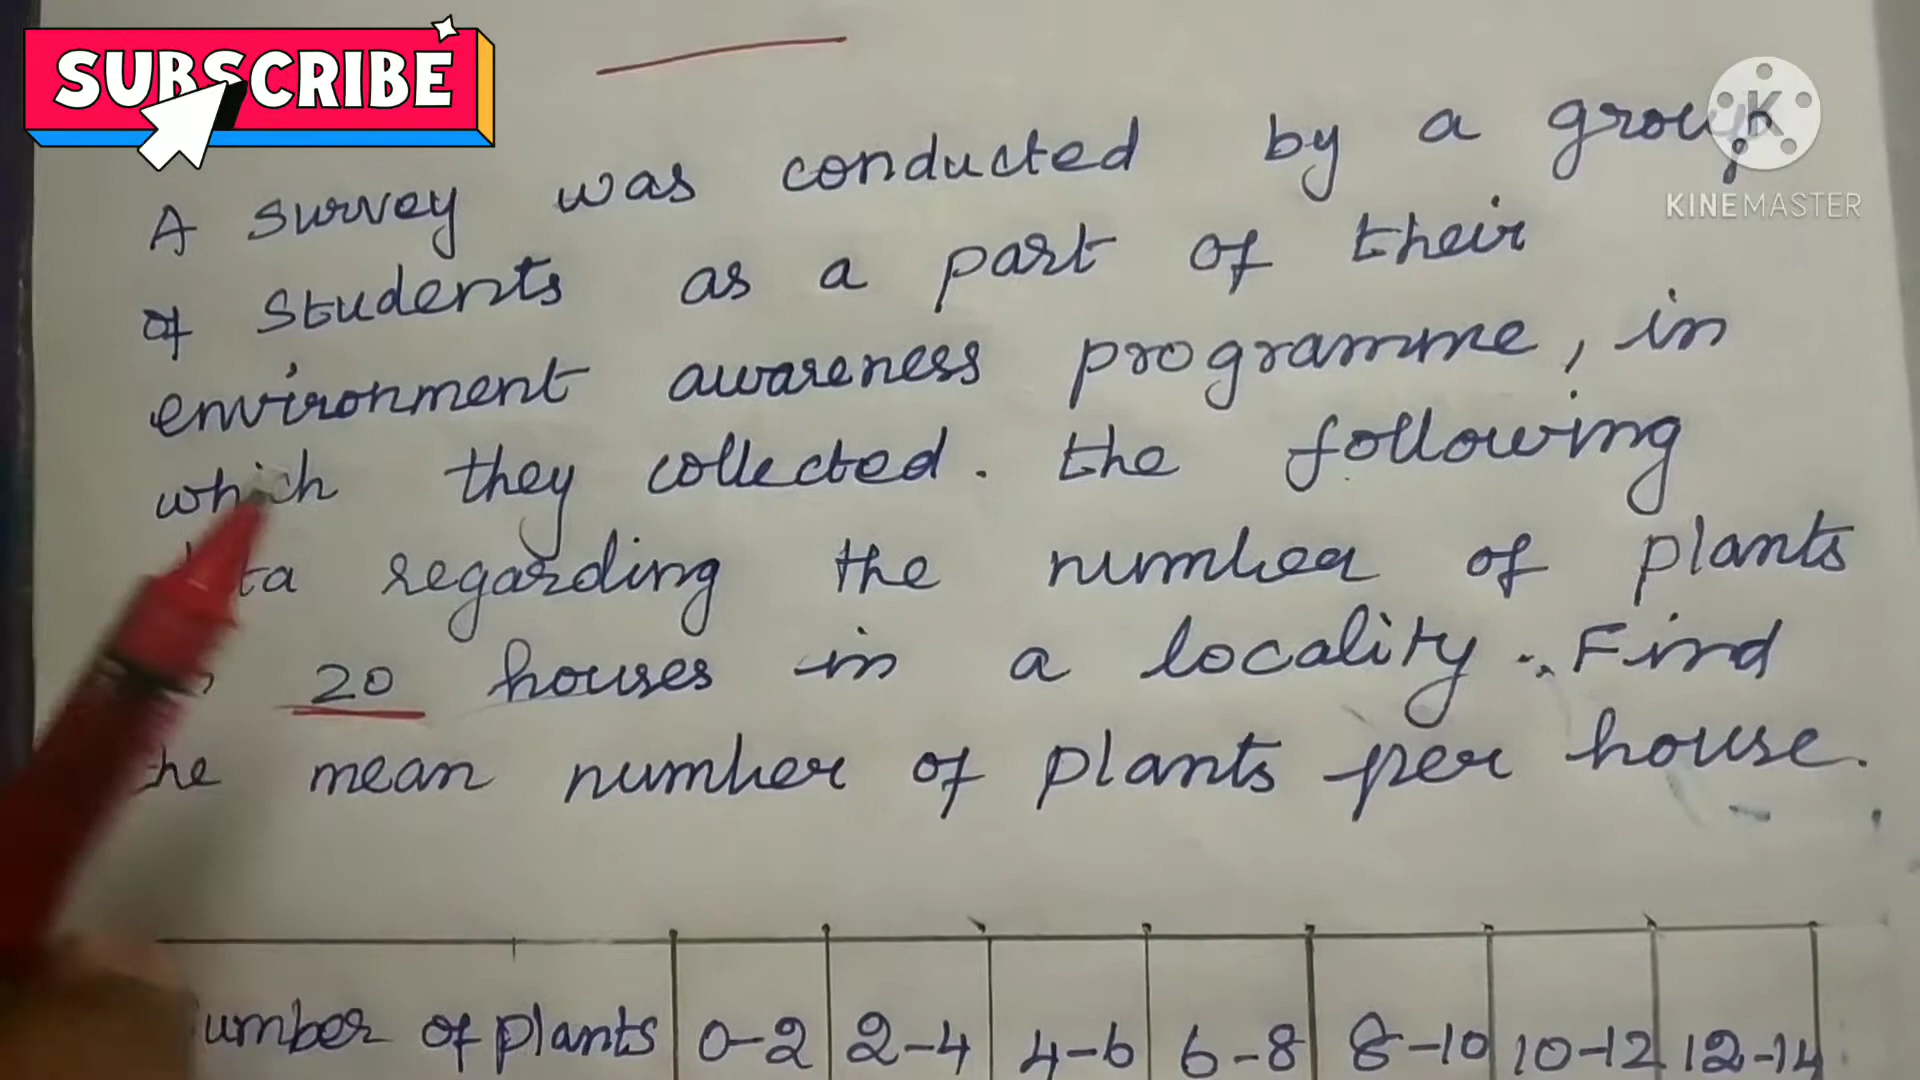 SUBSCRIBE
K
KINEMASTER
A survey was conducted by a group
of students as a part of their
environment awareness programme, in
which they collected. the following
regarding the number of plants
20 houses in a locality. Find
mean number of plants per house.
of plants 0-2 2-4 4-6 6-8 8-10 10-12 12-14